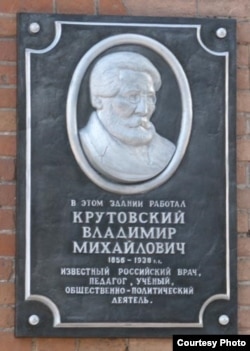 В ЭТОМ ЗДАНИИ РАБОТАЛ
КРУТОВСКИЙ
ВЛАДИМИР
МИХАЙЛОВИЧ
1856 - 1938 г.г.
ИЗВЕСТНЫЙ РОССИЙСКИЙ ВРАЧ,
ПЕДАГОГ, УЧЁНЫЙ,
ОБЩЕСТВЕННО-ПОЛИТИЧЕСКИЙ
ДЕЯТЕЛЬ.
Courtesy Photo